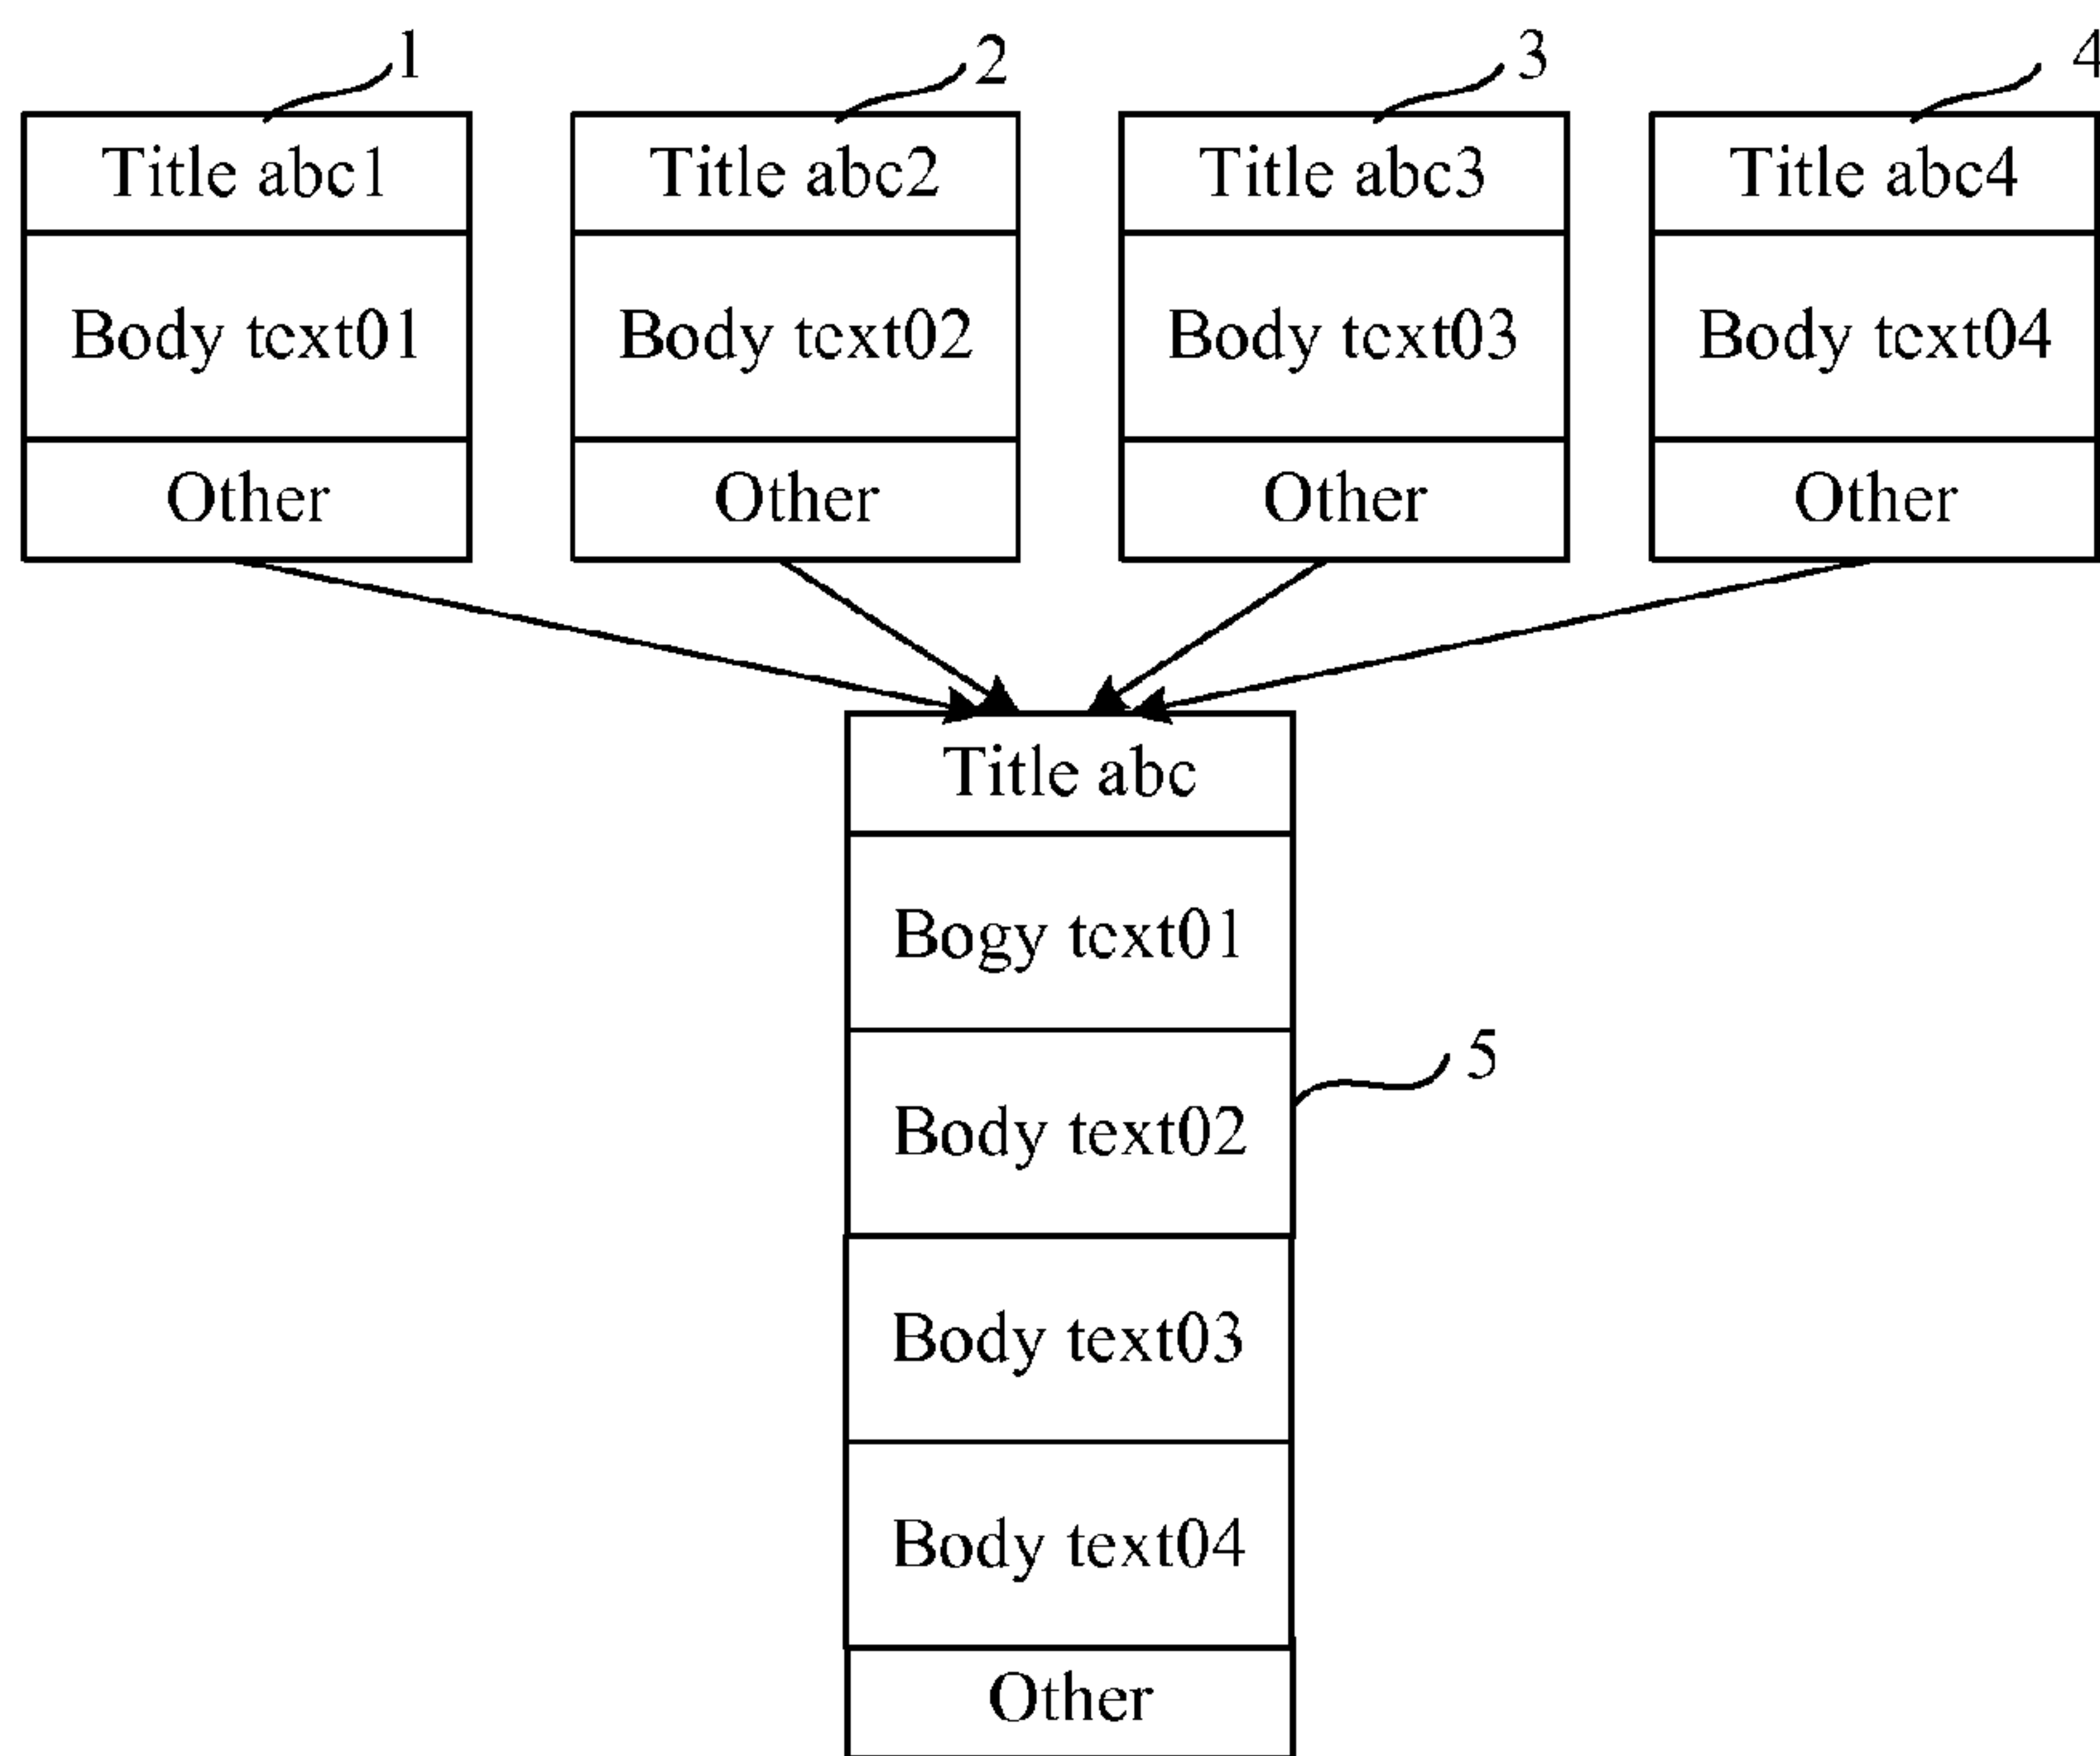 1
2
3
4
Title abc1
Title abc2
Title abc3
Title abc4
Body tcxt01
Body tcxt02
Body tcxt03
Body tcxt04
Other
Other
Other
Other
Title abc
Bogy tcxt01
5
Body text02
Body text03
Body text04
Other